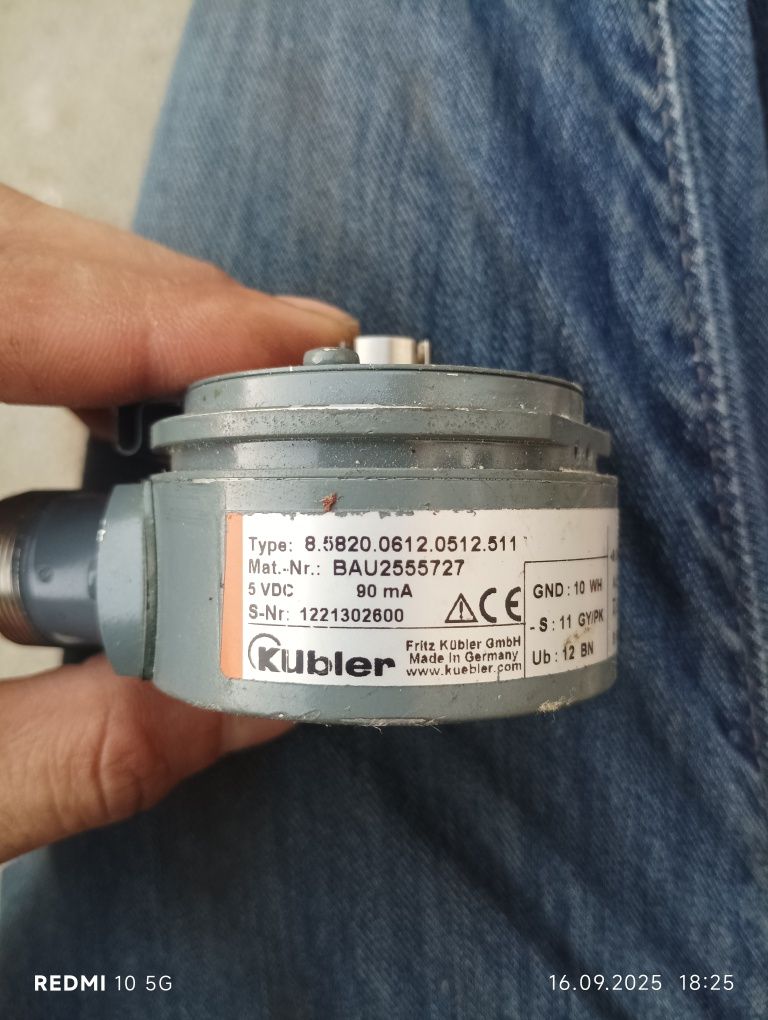 Type: 8.5820.0612.0512.511
Mat.-Nr.: BAU2555727
5 VDC 90 mA
S-Nr: 1221302600
CE
Kübler
Fritz Kübler GmbH
Made in Germany
www.kuebler.com
GND : 10 WH
- S : 11 GY/PK
Ub : 12 BN
REDMI 10 5G
16.09.2025 18:25